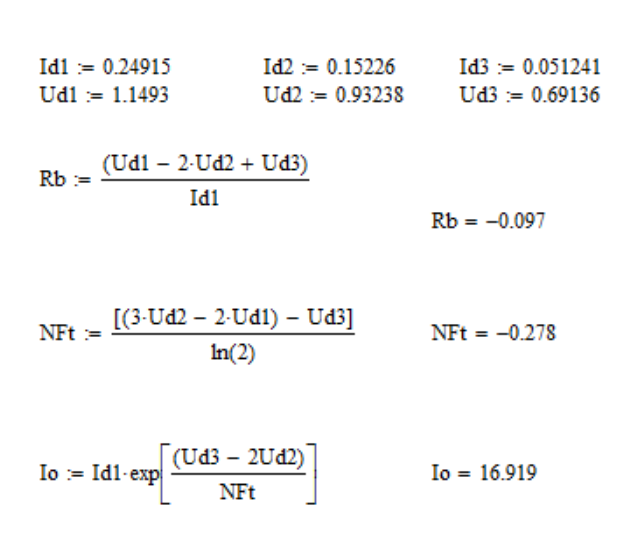 Id1 := 0.24915 Id2 := 0.15226 Id3 := 0.051241
Ud1 := 1.1493 Ud2 := 0.93238 Ud3 := 0.69136
Rb := (Ud1 − 2·Ud2 + Ud3) / Id1
Rb = −0.097
NFt := [(3·Ud2 − 2·Ud1) − Ud3] / ln(2) NFt = −0.278
Io := Id1·exp[(Ud3 − 2Ud2) / NFt] Io = 16.919